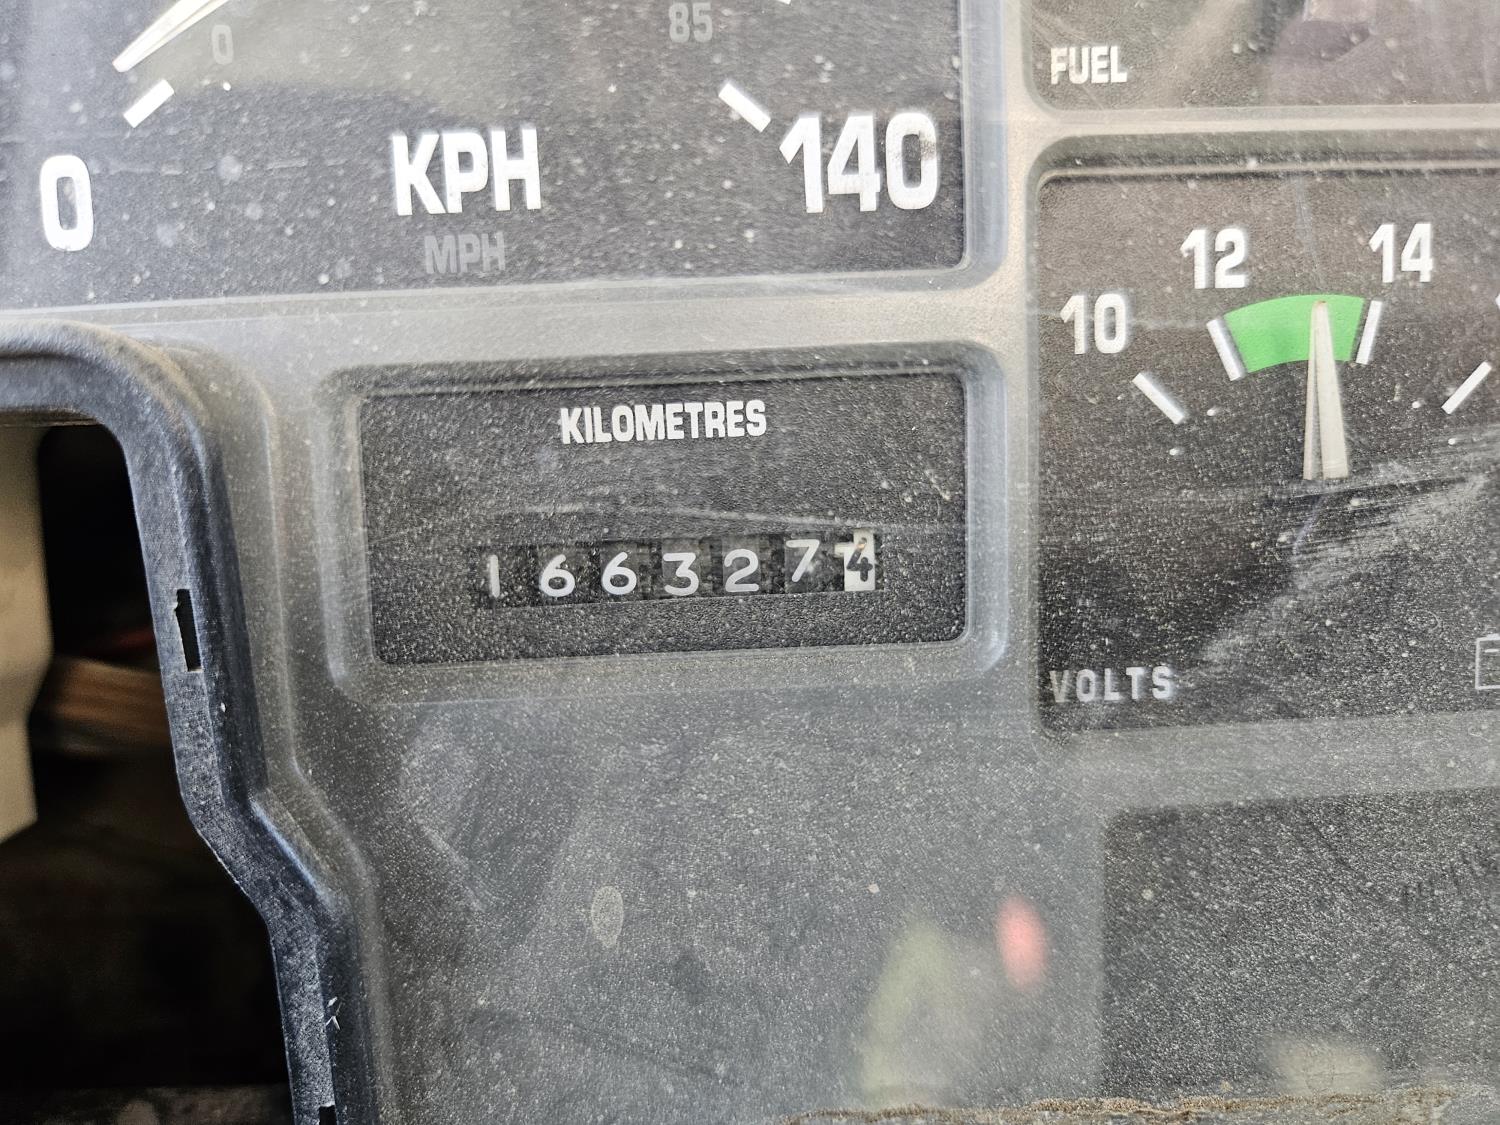 0
85
0
KPH
140
MPH
FUEL
12
14
10
KILOMETRES
1663274
VOLTS